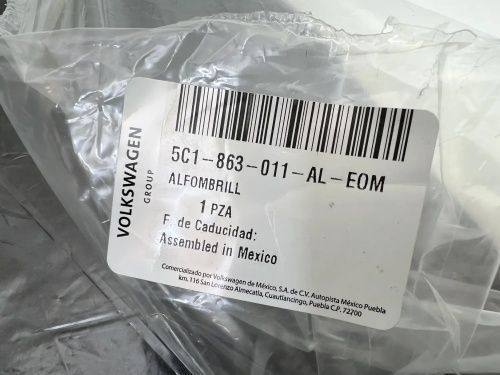 VOLKSWAGEN
GROUP
5C1-863-011-AL-EOM
ALFOMBRILL
1 PZA
F. de Caducidad:
Assembled in Mexico
Comercializado por Volkswagen de México, S.A. de C.V. Autopista México Puebla
km. 116 San Lorenzo Almecatla, Cuautlancingo, Puebla C.P. 72700